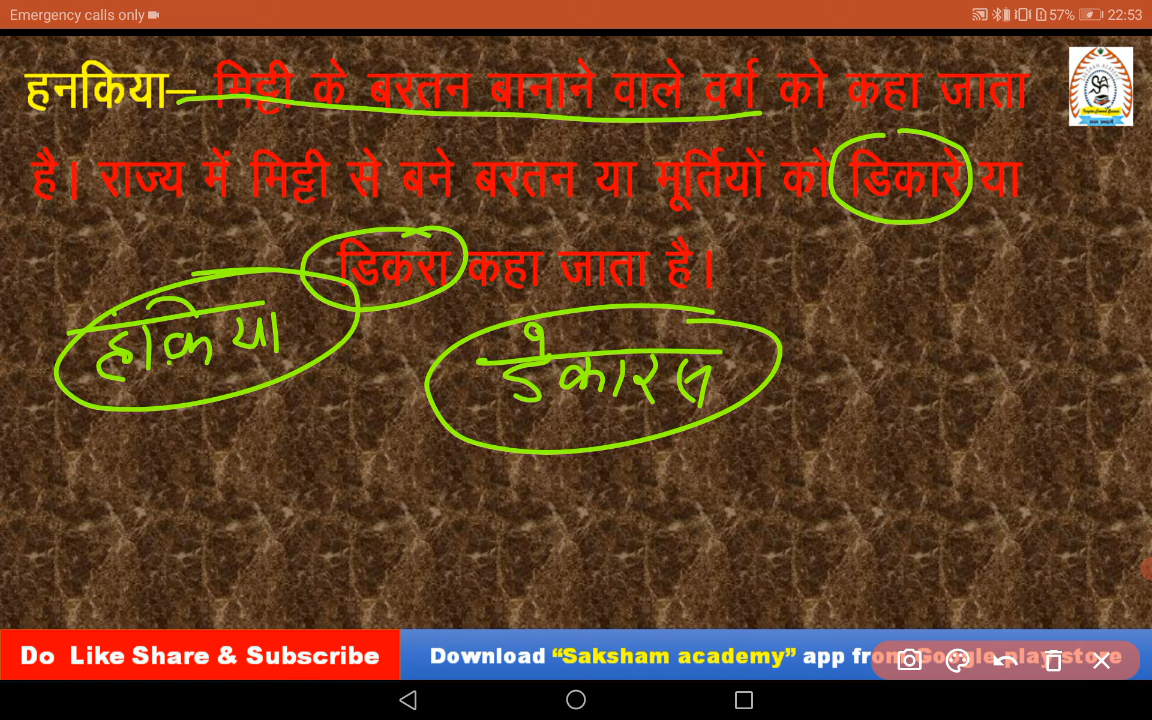 Emergency calls only
57% 22:53
हनकिया– मिट्टी के बरतन बानाने वाले वर्ग को कहा जाता
है। राज्य में मिट्टी से बने बरतन या मूर्तियों को डिकारे या
डिकरा कहा जाता है।
Do Like Share & Subscribe
Download “Saksham academy” app from Google play store